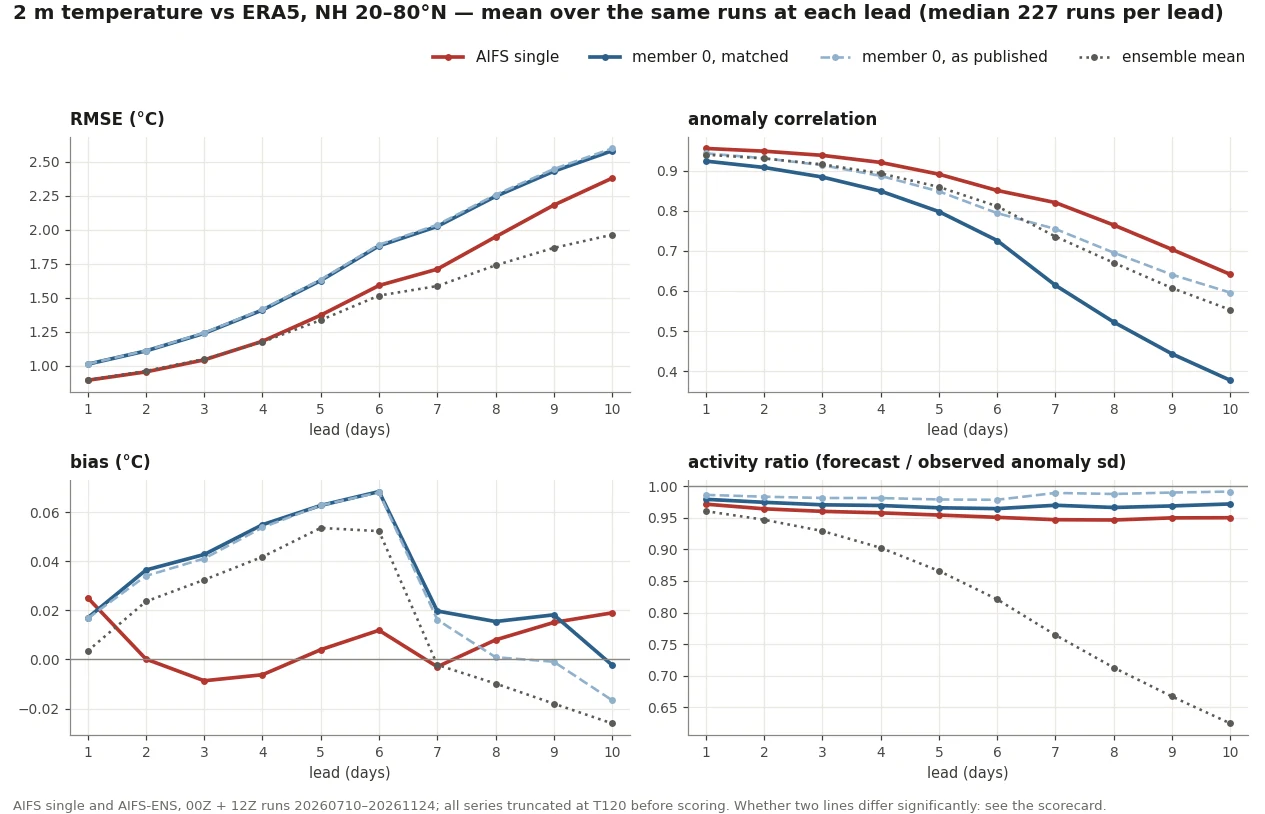 2 m temperature vs ERA5, NH 20–80°N — mean over the same runs at each lead (median 227 runs per lead)
AIFS single member 0, matched member 0, as published ensemble mean
RMSE (°C)
2.50
2.25
2.00
1.75
1.50
1.25
1.00
1 2 3 4 5 6 7 8 9 10
lead (days)
anomaly correlation
0.9
0.8
0.7
0.6
0.5
0.4
1 2 3 4 5 6 7 8 9 10
lead (days)
bias (°C)
0.06
0.04
0.02
0.00
−0.02
1 2 3 4 5 6 7 8 9 10
lead (days)
activity ratio (forecast / observed anomaly sd)
1.00
0.95
0.90
0.85
0.80
0.75
0.70
0.65
1 2 3 4 5 6 7 8 9 10
lead (days)
AIFS single and AIFS-ENS, 00Z + 12Z runs 20260710–20261124; all series truncated at T120 before scoring. Whether two lines differ significantly: see the scorecard.